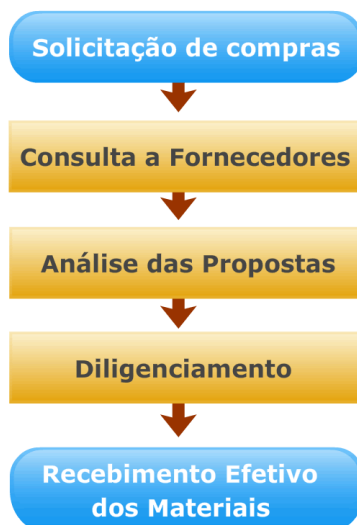 Solicitação de compras
Consulta a Fornecedores
Análise das Propostas
Diligenciamento
Recebimento Efetivo
dos Materiais